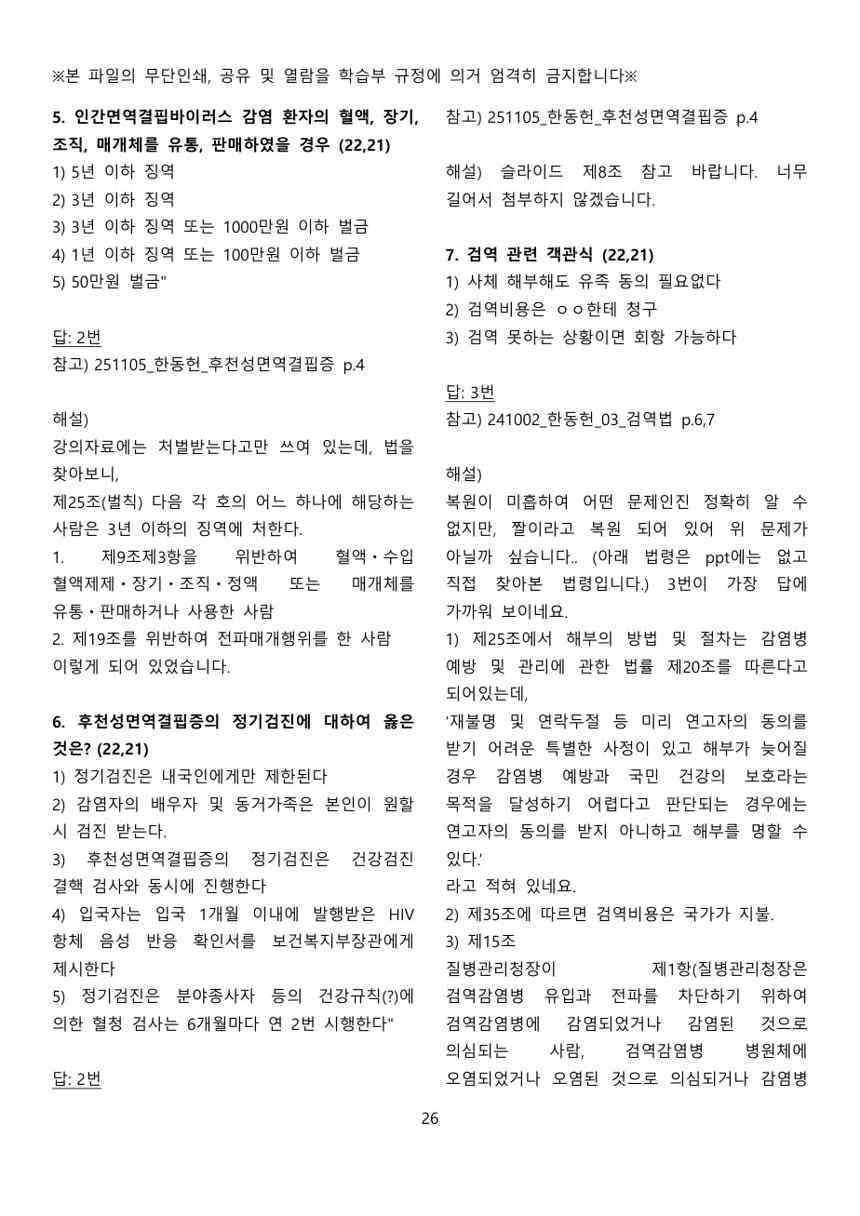 ※본 파일의 무단인쇄, 공유 및 열람을 학습부 규정에 의거 엄격히 금지합니다※
5. 인간면역결핍바이러스 감염 환자의 혈액, 장기,
조직, 매개체를 유통, 판매하였을 경우 (22,21)
1) 5년 이하 징역
2) 3년 이하 징역
3) 3년 이하 징역 또는 1000만원 이하 벌금
4) 1년 이하 징역 또는 100만원 이하 벌금
5) 50만원 벌금"
답: 2번
참고) 251105_한동헌_후천성면역결핍증 p.4
해설)
강의자료에는 처벌받는다고만 쓰여 있는데, 법을
찾아보니,
제25조(벌칙) 다음 각 호의 어느 하나에 해당하는
사람은 3년 이하의 징역에 처한다.
1. 제9조제3항을 위반하여 혈액・수입
혈액제제・장기・조직・정액 또는 매개체를
유통・판매하거나 사용한 사람
2. 제19조를 위반하여 전파매개행위를 한 사람
이렇게 되어 있었습니다.
6. 후천성면역결핍증의 정기검진에 대하여 옳은
것은? (22,21)
1) 정기검진은 내국인에게만 제한된다
2) 감염자의 배우자 및 동거가족은 본인이 원할
시 검진 받는다.
3) 후천성면역결핍증의 정기검진은 건강검진
결핵 검사와 동시에 진행한다
4) 입국자는 입국 1개월 이내에 발행받은 HIV
항체 음성 반응 확인서를 보건복지부장관에게
제시한다
5) 정기검진은 분야종사자 등의 건강규칙(?)에
의한 혈청 검사는 6개월마다 연 2번 시행한다"
답: 2번
참고) 251105_한동헌_후천성면역결핍증 p.4
해설) 슬라이드 제8조 참고 바랍니다. 너무
길어서 첨부하지 않겠습니다.
7. 검역 관련 객관식 (22,21)
1) 사체 해부해도 유족 동의 필요없다
2) 검역비용은 ㅇㅇ한테 청구
3) 검역 못하는 상황이면 회항 가능하다
답: 3번
참고) 241002_한동헌_03_검역법 p.6,7
해설)
복원이 미흡하여 어떤 문제인진 정확히 알 수
없지만, 짤이라고 복원 되어 있어 위 문제가
아닐까 싶습니다.. (아래 법령은 ppt에는 없고
직접 찾아본 법령입니다.) 3번이 가장 답에
가까워 보이네요.
1) 제25조에서 해부의 방법 및 절차는 감염병
예방 및 관리에 관한 법률 제20조를 따른다고
되어있는데,
'재불명 및 연락두절 등 미리 연고자의 동의를
받기 어려운 특별한 사정이 있고 해부가 늦어질
경우 감염병 예방과 국민 건강의 보호라는
목적을 달성하기 어렵다고 판단되는 경우에는
연고자의 동의를 받지 아니하고 해부를 명할 수
있다.'
라고 적혀 있네요.
2) 제35조에 따르면 검역비용은 국가가 지불.
3) 제15조
질병관리청장이 제1항(질병관리청장은
검역감염병 유입과 전파를 차단하기 위하여
검역감염병에 감염되었거나 감염된 것으로
의심되는 사람, 검역감염병 병원체에
오염되었거나 오염된 것으로 의심되거나 감염병
26